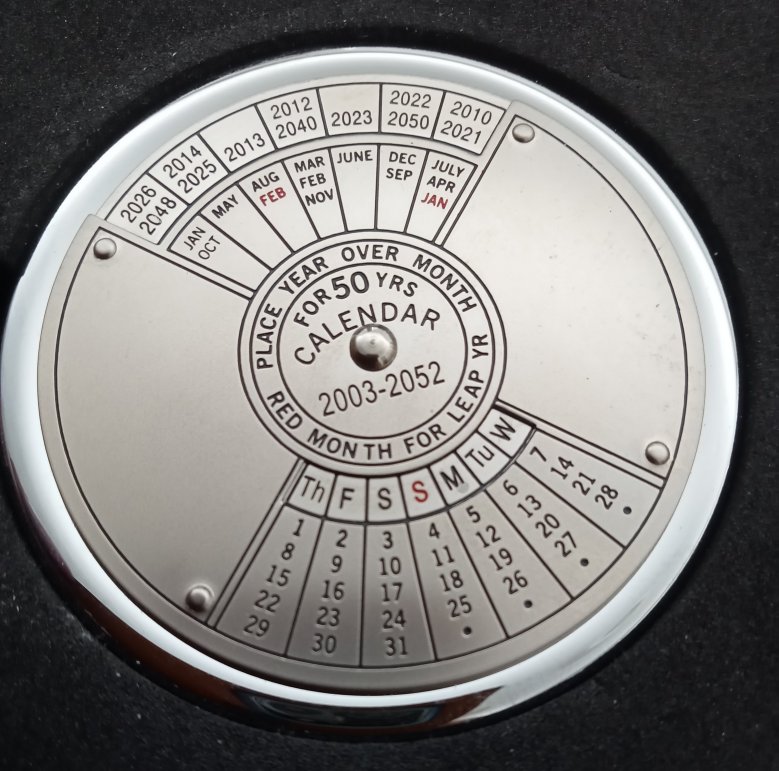 2026
2048
2014
2025
2013
2012
2040
2023
2022
2050
2010
2021
JAN
OCT
MAY
AUG
FEB
MAR
FEB
NOV
JUNE
DEC
SEP
JULY
APR
JAN
PLACE YEAR OVER MONTH
FOR 50 YRS
CALENDAR
2003-2052
RED MONTH FOR LEAP YR
Th F S S M Tu W
1 2 3 4 5 6 7
8 9 10 11 12 13 14
15 16 17 18 19 20 21
22 23 24 25 26 27 28
29 30 31